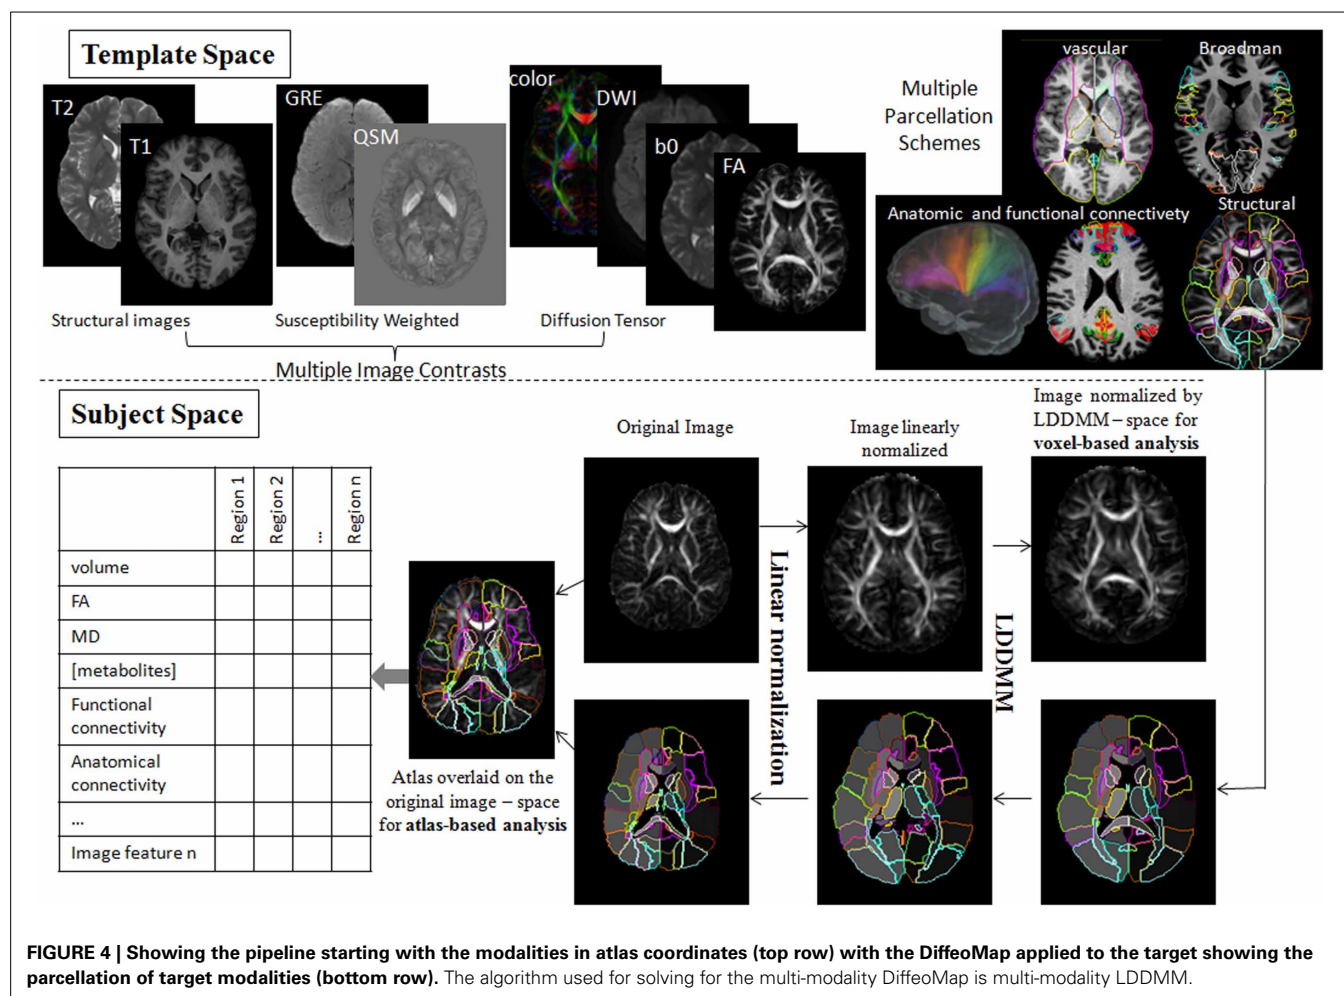 Template Space
T2
T1
GRE
QSM
color
DWI
b0
FA
Structural images
Susceptibility Weighted
Diffusion Tensor
Multiple Image Contrasts
Multiple
Parcellation
Schemes
vascular
Broadman
Anatomic and functional connectivety
Structural
Subject Space
Original Image
Image linearly
normalized
Image normalized by
LDDMM – space for
voxel-based analysis
Linear normalization
LDDMM
Region 1
Region 2
...
Region n
volume
FA
MD
[metabolites]
Functional
connectivity
Anatomical
connectivity
...
Image feature n
Atlas overlaid on the
original image – space
for atlas-based analysis
FIGURE 4 | Showing the pipeline starting with the modalities in atlas coordinates (top row) with the DiffeoMap applied to the target showing the
parcellation of target modalities (bottom row). The algorithm used for solving for the multi-modality DiffeoMap is multi-modality LDDMM.